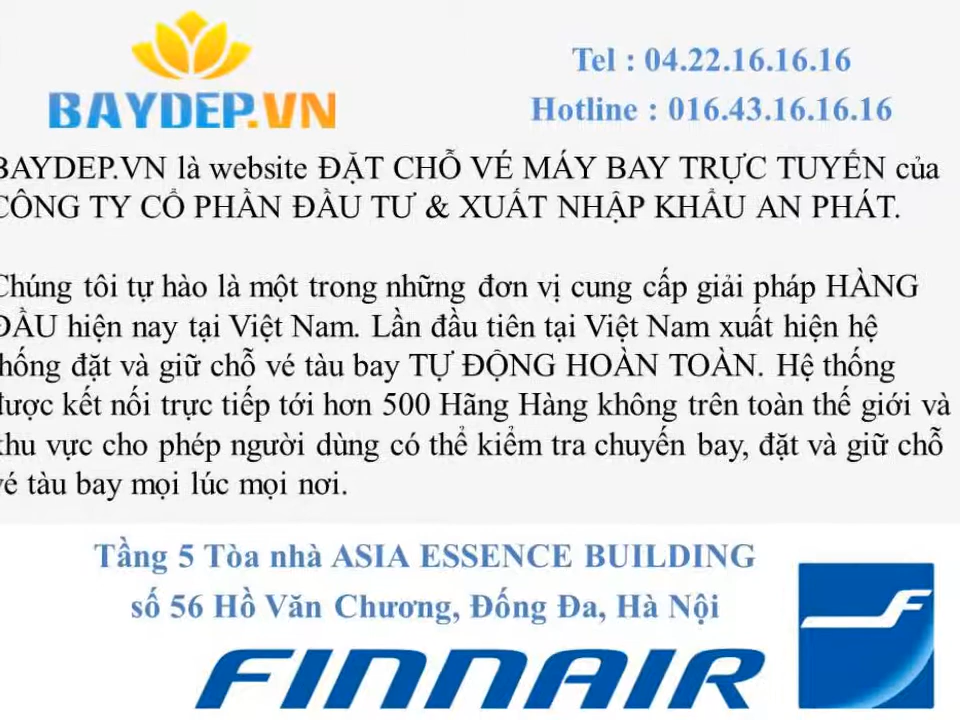 BAYDEP.VN
Tel : 04.22.16.16.16
Hotline : 016.43.16.16.16
BAYDEP.VN là website ĐẶT CHỖ VÉ MÁY BAY TRỰC TUYẾN của
CÔNG TY CỔ PHẦN ĐẦU TƯ & XUẤT NHẬP KHẨU AN PHÁT.
Chúng tôi tự hào là một trong những đơn vị cung cấp giải pháp HÀNG
ĐẦU hiện nay tại Việt Nam. Lần đầu tiên tại Việt Nam xuất hiện hệ
thống đặt và giữ chỗ vé tàu bay TỰ ĐỘNG HOÀN TOÀN. Hệ thống
được kết nối trực tiếp tới hơn 500 Hãng Hàng không trên toàn thế giới và
khu vực cho phép người dùng có thể kiểm tra chuyến bay, đặt và giữ chỗ
vé tàu bay mọi lúc mọi nơi.
Tầng 5 Tòa nhà ASIA ESSENCE BUILDING
số 56 Hồ Văn Chương, Đống Đa, Hà Nội
FINNAIR